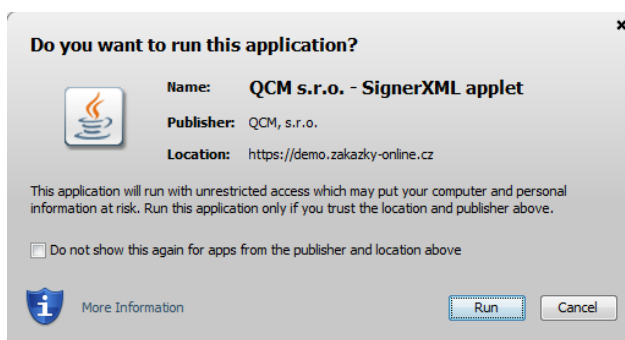 Do you want to run this application?
Name: QCM s.r.o. - SignerXML applet
Publisher: QCM, s.r.o.
Location: https://demo.zakazky-online.cz
This application will run with unrestricted access which may put your computer and personal
information at risk. Run this application only if you trust the location and publisher above.
Do not show this again for apps from the publisher and location above
More Information
Run Cancel